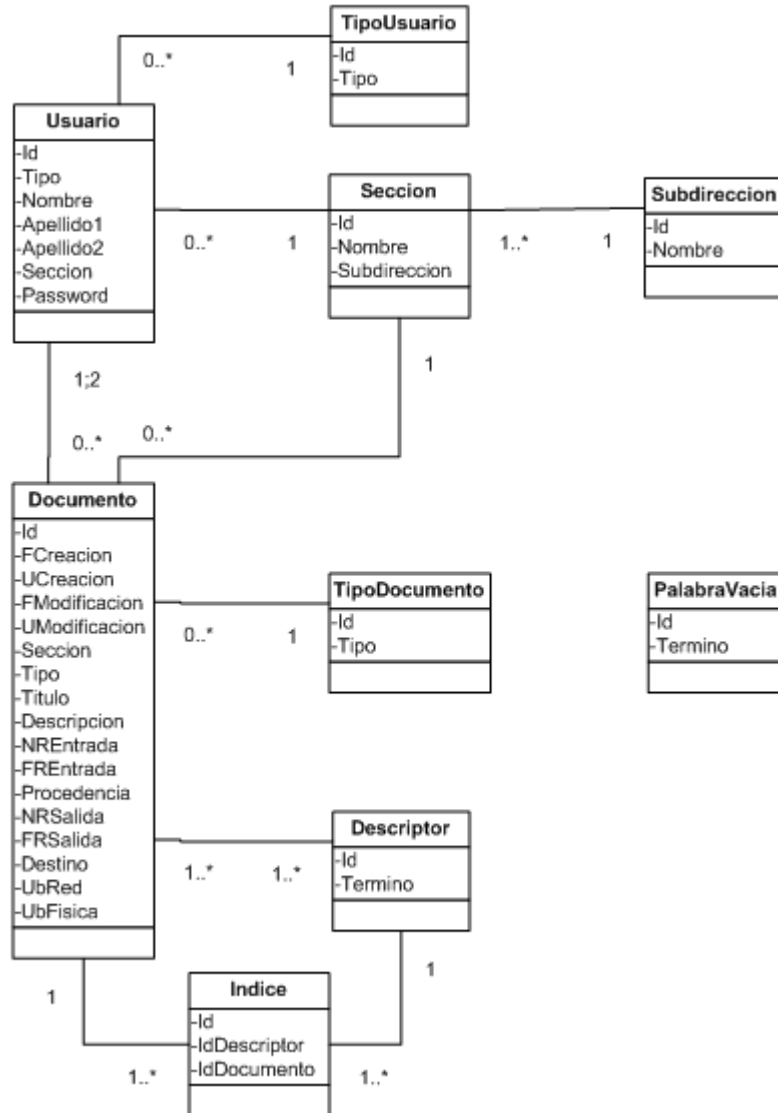 TipoUsuario
-Id
-Tipo
0..*
1
Usuario
-Id
-Tipo
-Nombre
-Apellido1
-Apellido2
-Seccion
-Password
0..*
1
Seccion
-Id
-Nombre
-Subdireccion
1..*
1
Subdireccion
-Id
-Nombre
1;2
0..*
0..*
1
Documento
-Id
-FCreacion
-UCreacion
-FModificacion
-UModificacion
-Seccion
-Tipo
-Titulo
-Descripcion
-NREntrada
-FREntrada
-Procedencia
-NRSalida
-FRSalida
-Destino
-UbRed
-UbFisica
0..*
1
TipoDocumento
-Id
-Tipo
PalabraVacia
-Id
-Termino
1..*
1..*
Descriptor
-Id
-Termino
1
1..*
Indice
-Id
-IdDescriptor
-IdDocumento
1..*
1